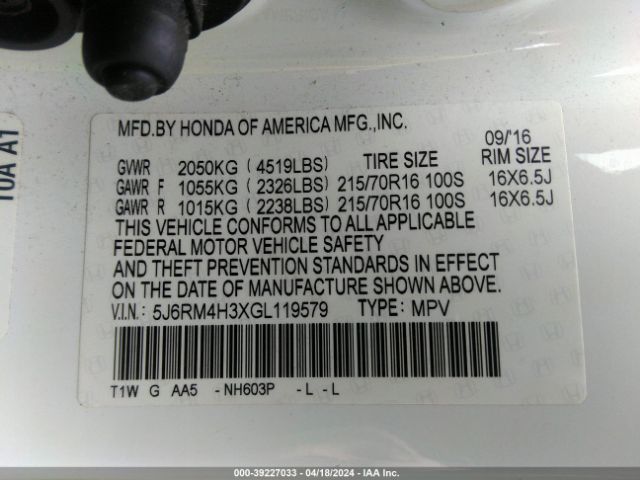 10A A1
MFD.BY HONDA OF AMERICA MFG.,INC.
09/'16
GVWR 2050KG (4519LBS) TIRE SIZE RIM SIZE
GAWR F 1055KG (2326LBS) 215/70R16 100S 16X6.5J
GAWR R 1015KG (2238LBS) 215/70R16 100S 16X6.5J
THIS VEHICLE CONFORMS TO ALL APPLICABLE
FEDERAL MOTOR VEHICLE SAFETY
AND THEFT PREVENTION STANDARDS IN EFFECT
ON THE DATE OF MANUFACTURE SHOWN ABOVE.
V.I.N.: 5J6RM4H3XGL119579 TYPE: MPV
T1W G AA5 -NH603P -L -L
000-39227033 / 04/18/2024 - IAA Inc.